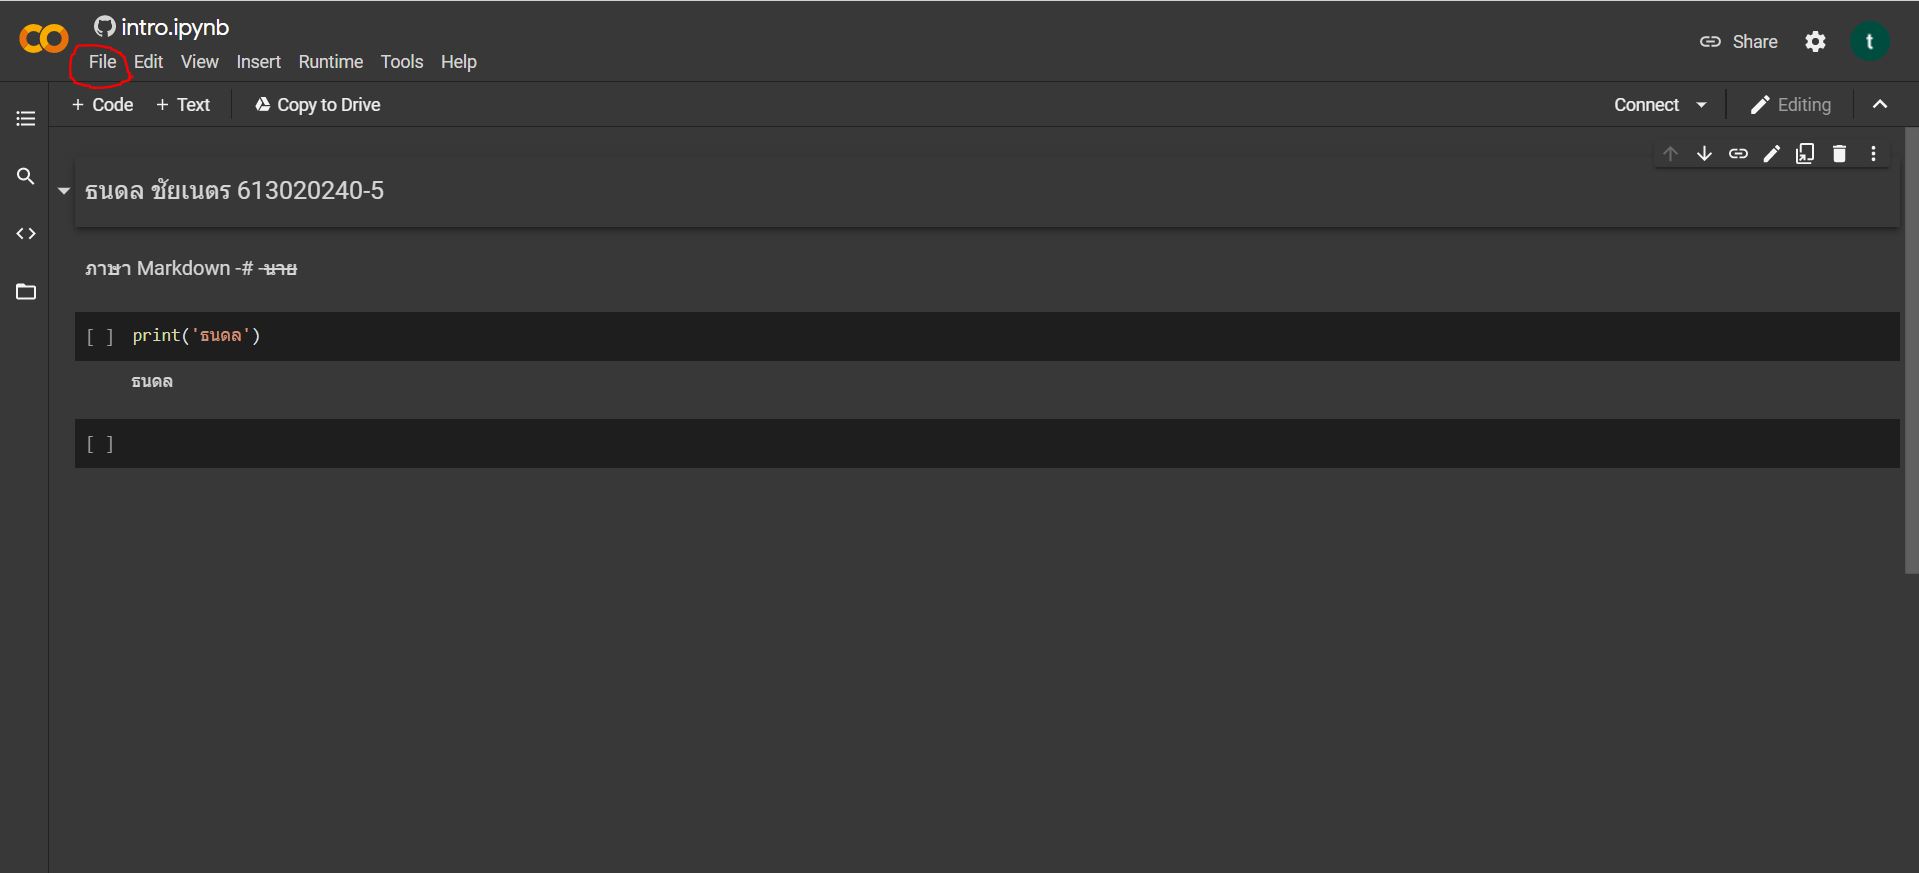 intro.ipynb
File Edit View Insert Runtime Tools Help
Share
t
+ Code + Text Copy to Drive
Connect Editing
ธนดล ชัยเนตร 613020240-5
ภาษา Markdown -# -นาย
[ ] print('ธนดล')
ธนดล
[ ]